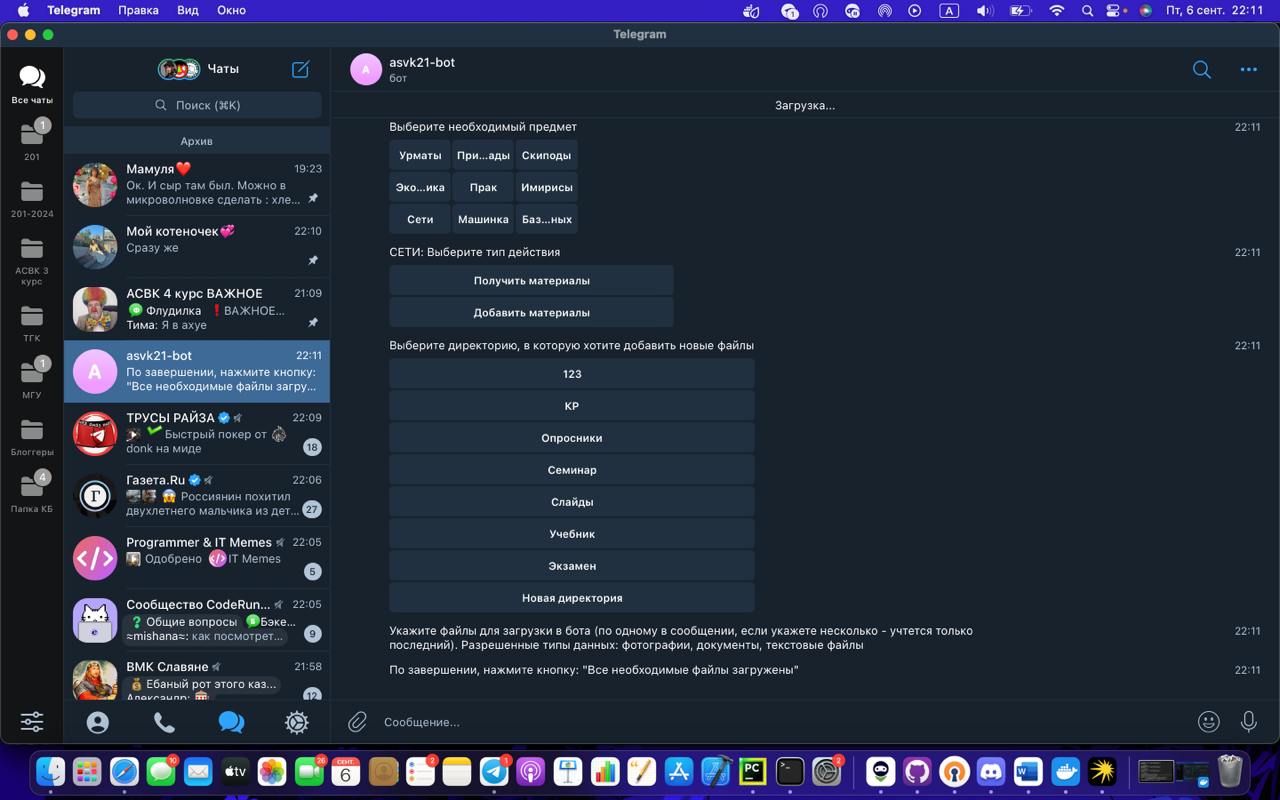 Telegram Правка Вид Окно
A
Пт, 6 сент. 22:11
Telegram
Все чаты
1
201
201-2024
АСВК 3 курс
ТГК
1
МГУ
Блоггеры
4
Папка КБ
Чаты
Поиск (⌘K)
Архив
Мамуля❤️ 19:23
Ок. И сыр там был. Можно в
микроволновке сделать : хле...
Мой котеночек💞 22:10
Сразу же
АСВК 4 курс ВАЖНОЕ 21:09
Флудилка ❗ВАЖНОЕ...
Тима: Я в ахуе
A
asvk21-bot 22:11
По завершении, нажмите кнопку:
"Все необходимые файлы загру...
ТРУСЫ РАЙЗА 22:09
Быстрый покер от
donk на миде
18
Г
Газета.Ru 22:06
😱 Россиянин похитил
двухлетнего мальчика из дет...
27
</>
Programmer & IT Memes 22:05
Одобрено </> IT Memes
5
Сообщество CodeRun... 22:05
❓ Общие вопросы Бэке...
≈mishana≈: как посмотрет...
9
ВМК Славяне 21:58
💰 Ебаный рот этого каз...
Александр: 🎰
12
A
asvk21-bot
бот
Загрузка...
Выберите необходимый предмет 22:11
Урматы При...ады Скиподы
Эко...ика Прак Имирисы
Сети Машинка Баз...ных
СЕТИ: Выберите тип действия 22:11
Получить материалы
Добавить материалы
Выберите директорию, в которую хотите добавить новые файлы 22:11
123
КР
Опросники
Семинар
Слайды
Учебник
Экзамен
Новая директория
Укажите файлы для загрузки в бота (по одному в сообщении, если укажете несколько - учтется только 22:11
последний). Разрешенные типы данных: фотографии, документы, текстовые файлы
По завершении, нажмите кнопку: "Все необходимые файлы загружены" 22:11
Сообщение...
10
tv
26
СЕНТ.
6
2
1
PC
2
W